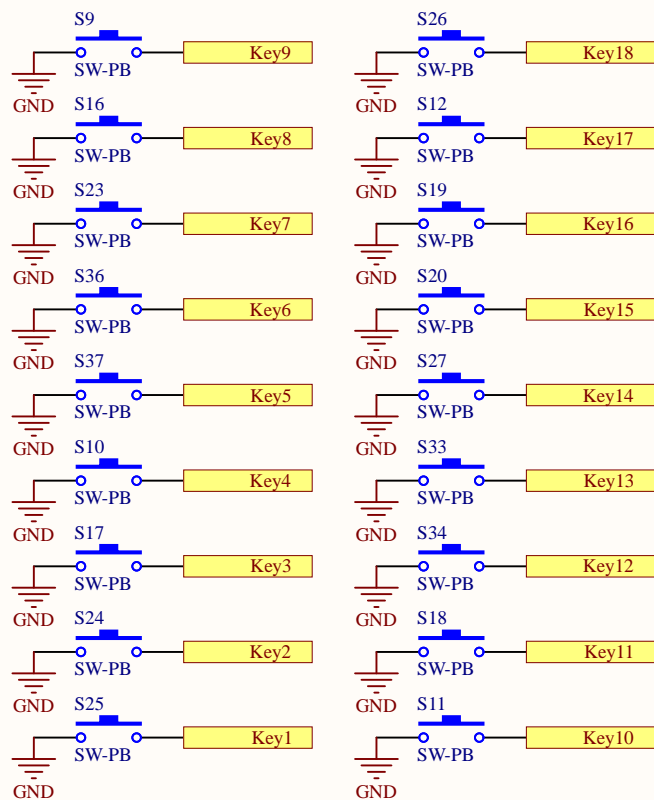 S9
Key9
SW-PB
GND
S16
Key8
SW-PB
GND
S23
Key7
SW-PB
GND
S36
Key6
SW-PB
GND
S37
Key5
SW-PB
GND
S10
Key4
SW-PB
GND
S17
Key3
SW-PB
GND
S24
Key2
SW-PB
GND
S25
Key1
SW-PB
GND
S26
Key18
SW-PB
GND
S12
Key17
SW-PB
GND
S19
Key16
SW-PB
GND
S20
Key15
SW-PB
GND
S27
Key14
SW-PB
GND
S33
Key13
SW-PB
GND
S34
Key12
SW-PB
GND
S18
Key11
SW-PB
GND
S11
Key10
SW-PB
GND